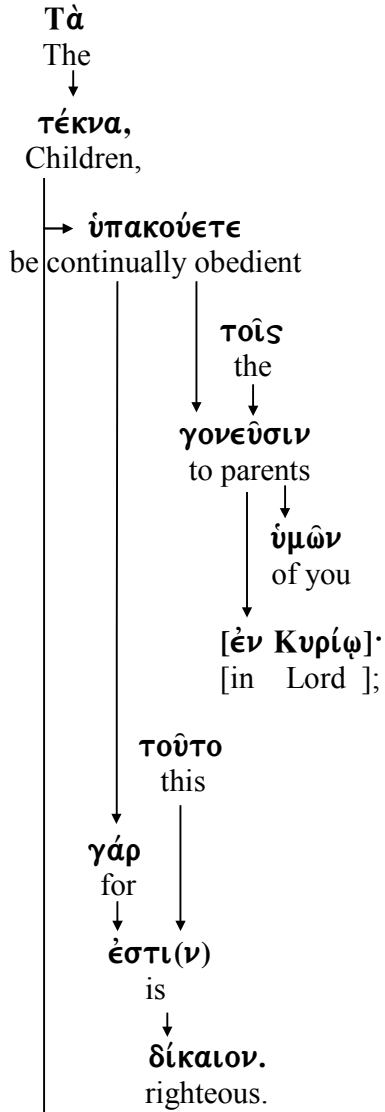 Τὰ
The
τέκνα,
Children,
ὑπακούετε
be continually obedient
τοῖς
the
γονεῦσιν
to parents
ὑμῶν
of you
[ἐν Κυρίῳ]·
[in Lord ];
τοῦτο
this
γάρ
for
ἐστι(ν)
is
δίκαιον.
righteous.